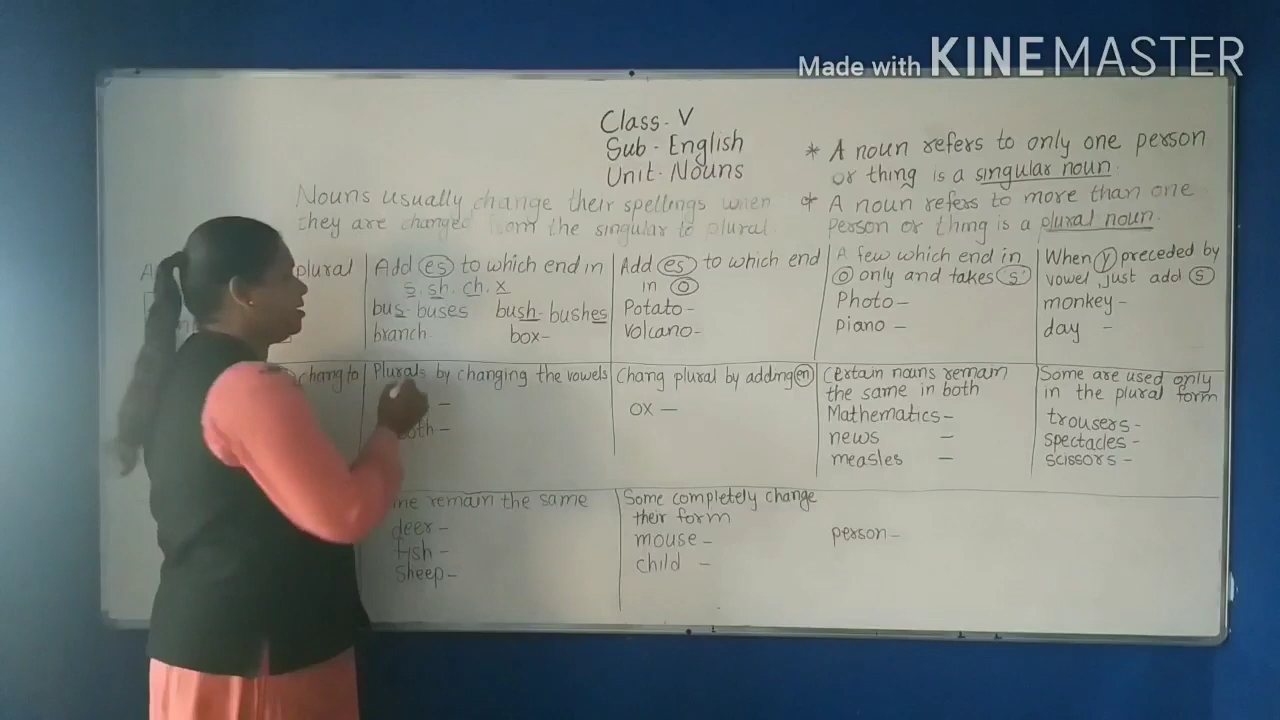 Made with KINEMASTER
Class- V
Sub- English
Unit- Nouns
* A noun refers to only one person
or thing is a singular noun.
* A noun refers to more than one
person or thing is a plural noun.
Nouns usually change their spellings when
they are changed from the singular to plural.
plural
Add es to which end in
s, sh, ch, x
bus- buses bush- bushes
branch- box-
Add es to which end
in o
Potato-
Volcano-
A few which end in
o only and takes 's'
Photo-
piano -
When y preceded by
vowel, just add s
monkey-
day -
chang to
Plurals by changing the vowels
-
-
Chang plural by adding en
ox -
Certain nouns remain
the same in both
Mathematics-
news -
measles -
Some are used only
in the plural form
trousers-
spectacles-
scissors-
remain the same
deer-
fish-
Sheep-
Some completely change
their form
mouse-
child -
person-